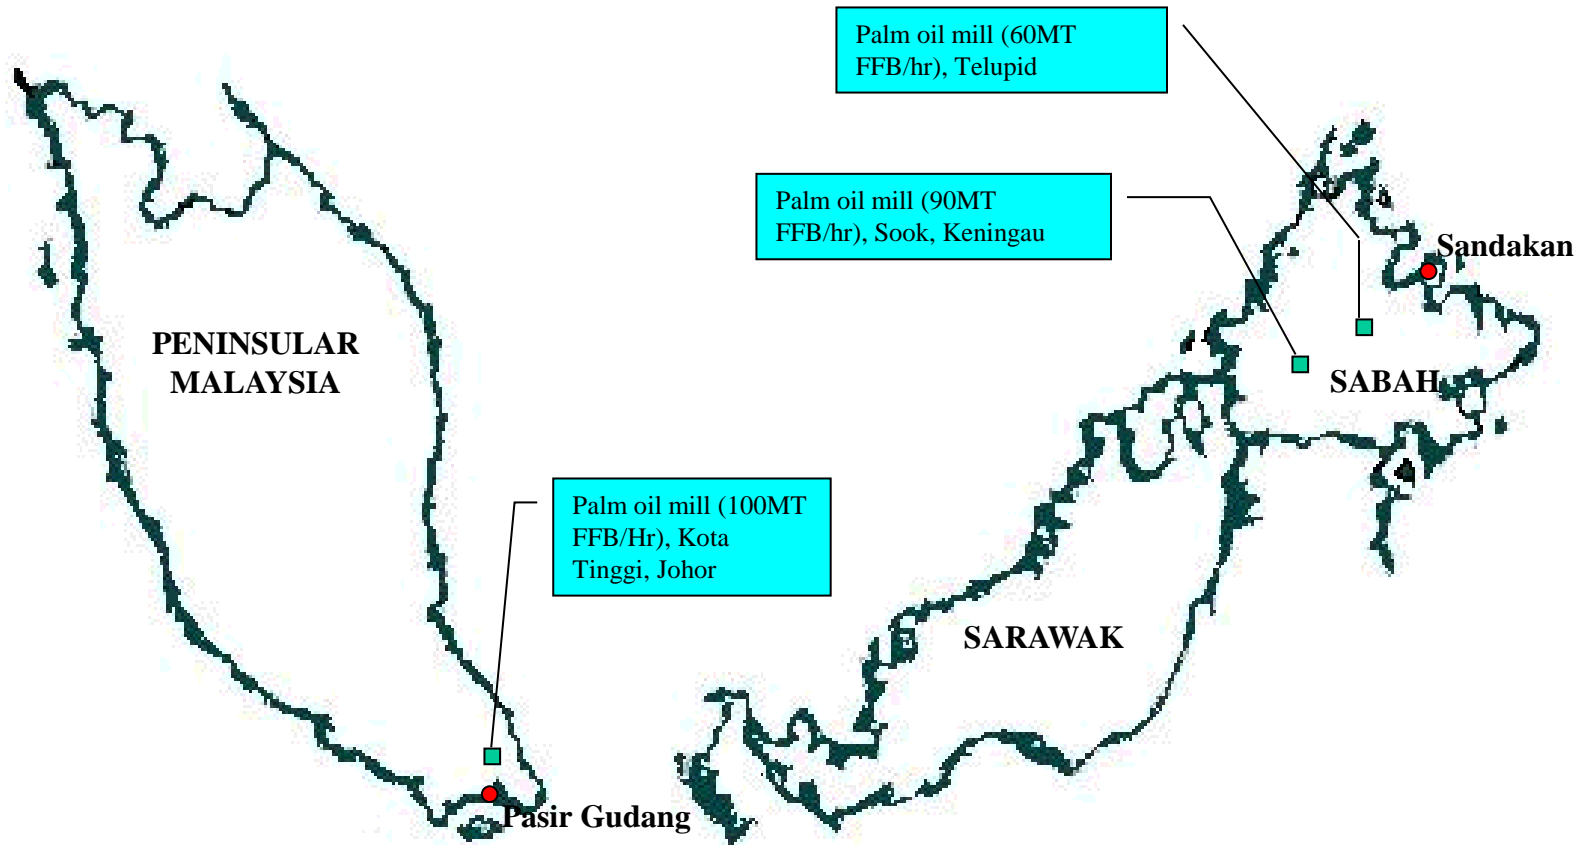 Palm oil mill (60MT
FFB/hr), Telupid
Palm oil mill (90MT
FFB/hr), Sook, Keningau
Sandakan
PENINSULAR
MALAYSIA
SABAH
Palm oil mill (100MT
FFB/Hr), Kota
Tinggi, Johor
SARAWAK
Pasir Gudang